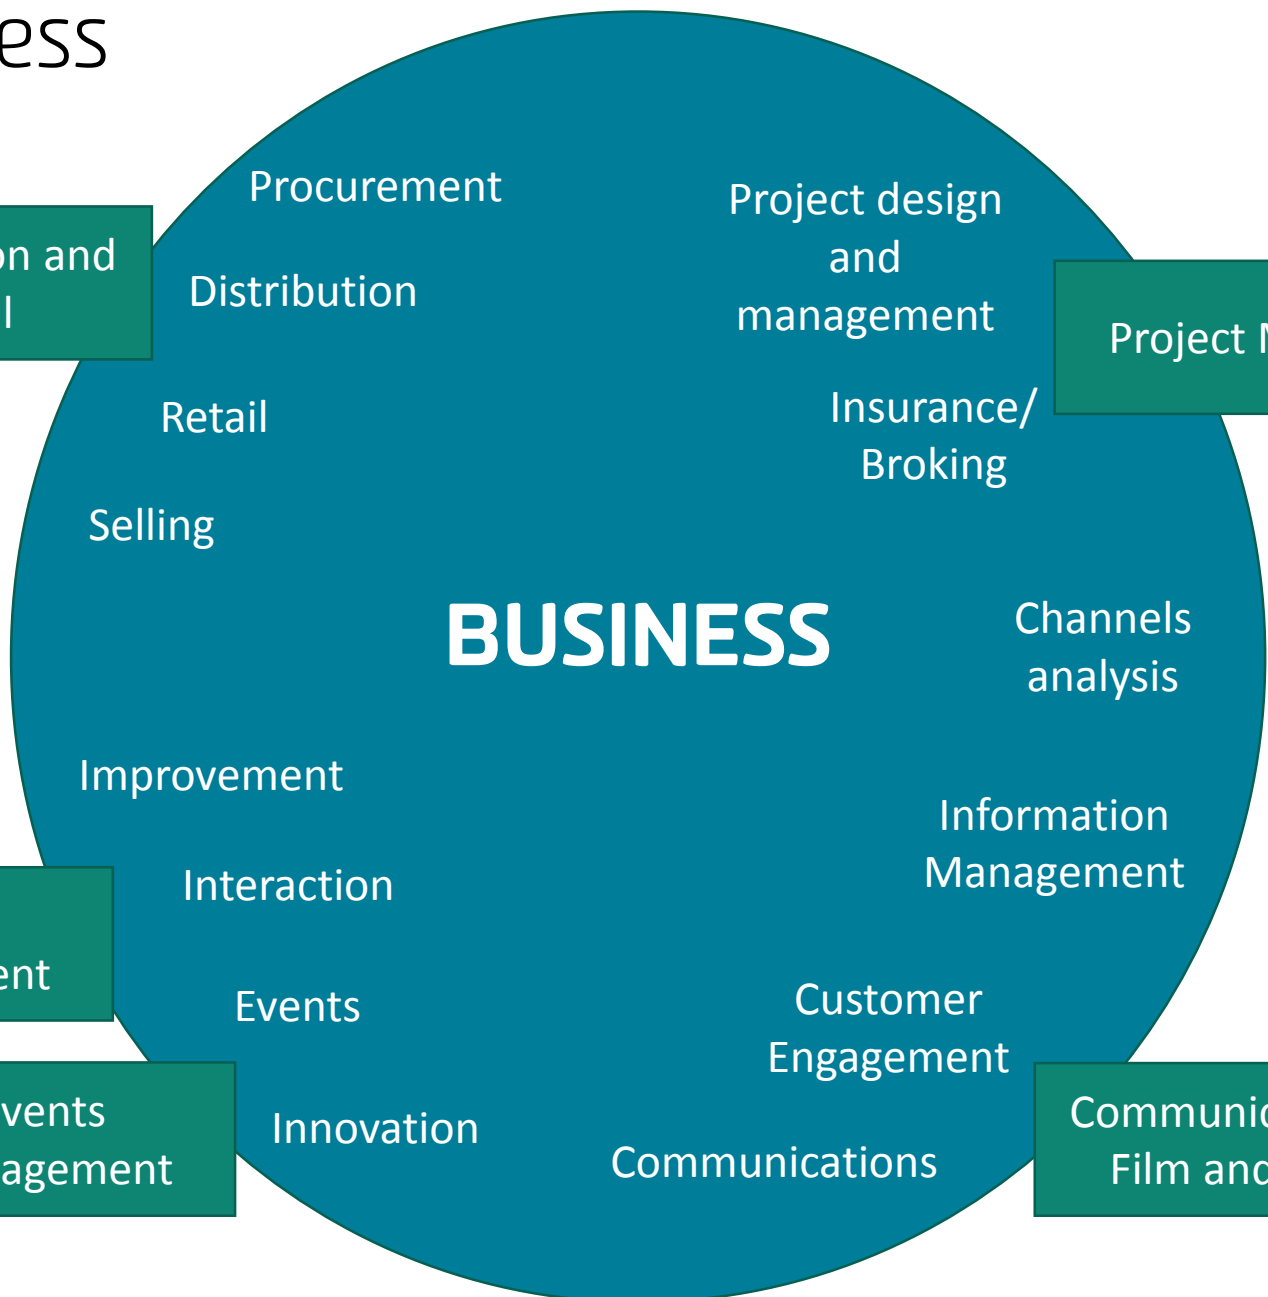 ess
Procurement
Project design
and
management
on and
l
Distribution
Project
Retail
Insurance/
Broking
Selling
BUSINESS
Channels
analysis
Improvement
Information
Management
Interaction
ent
Events
Customer
Engagement
vents
agement
Innovation
Communications
Communic
Film and